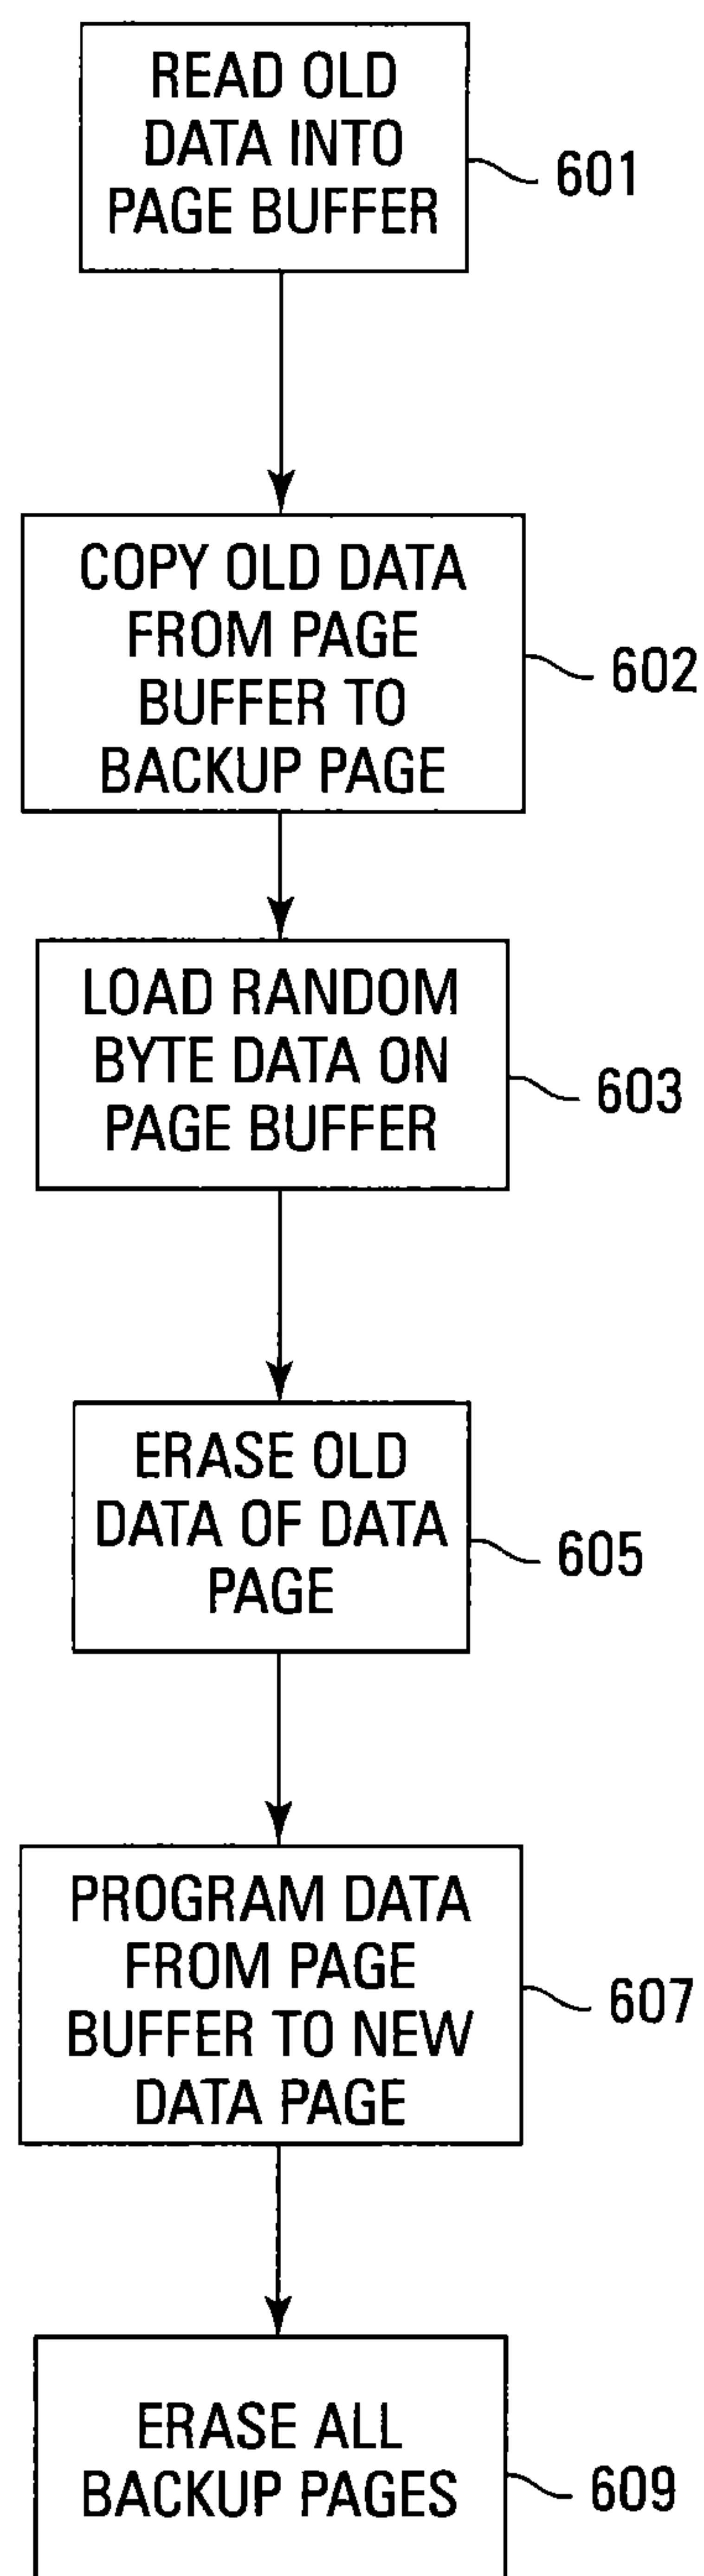 READ OLD
DATA INTO
PAGE BUFFER
601
COPY OLD DATA
FROM PAGE
BUFFER TO
BACKUP PAGE
602
LOAD RANDOM
BYTE DATA ON
PAGE BUFFER
603
ERASE OLD
DATA OF DATA
PAGE
605
PROGRAM DATA
FROM PAGE
BUFFER TO NEW
DATA PAGE
607
ERASE ALL
BACKUP PAGES
609